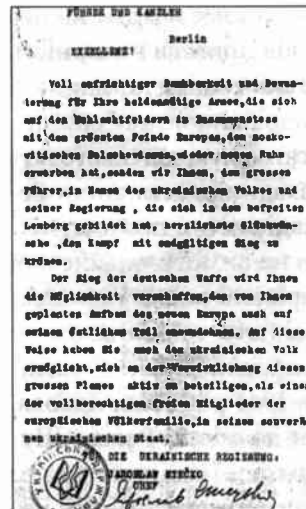 FÜHRER UND KANZLER
Berlin
EXZELLENZ!
Voll aufrichtiger Dankbarkeit und Bewun-
derung für Ihre heldenmütige Armee, die sich
auf den Schlachtfeldern in Zusammenstoss
mit dem grössten Feinde Europas, dem Mosko-
vitischen Bolschewismus, wieder neuen Ruhm
erworben hat, senden wir Ihnen, dem grossen
Führer, im Namen des ukrainischen Volkes und
seiner Regierung, die sich in dem befreiten
Lemberg gebildet hat, herzlichste Glückwün-
sche, den Kampf mit endgültigen Sieg zu
krönen.
Der Sieg der deutschen Waffe wird Ihnen
die Möglichkeit verschaffen, den von Ihnen
geplanten Aufbau des neuen Europa auch auf
seinen östlichen Teil auszudehnen. Auf diese
Weise haben Sie auch dem ukrainischen Volk
ermöglicht, sich an der Verwirklichung dieses
grossen Planes aktiv zu beteiligen, als eines
der vollberechtigen freien Mitglieder der
europäischen Völkerfamilie, in seinem souverä-
nen ukrainischen Staat.
DIE UKRAINISCHE REGIERUNG:
JAROSLAW STECKO
CHEF